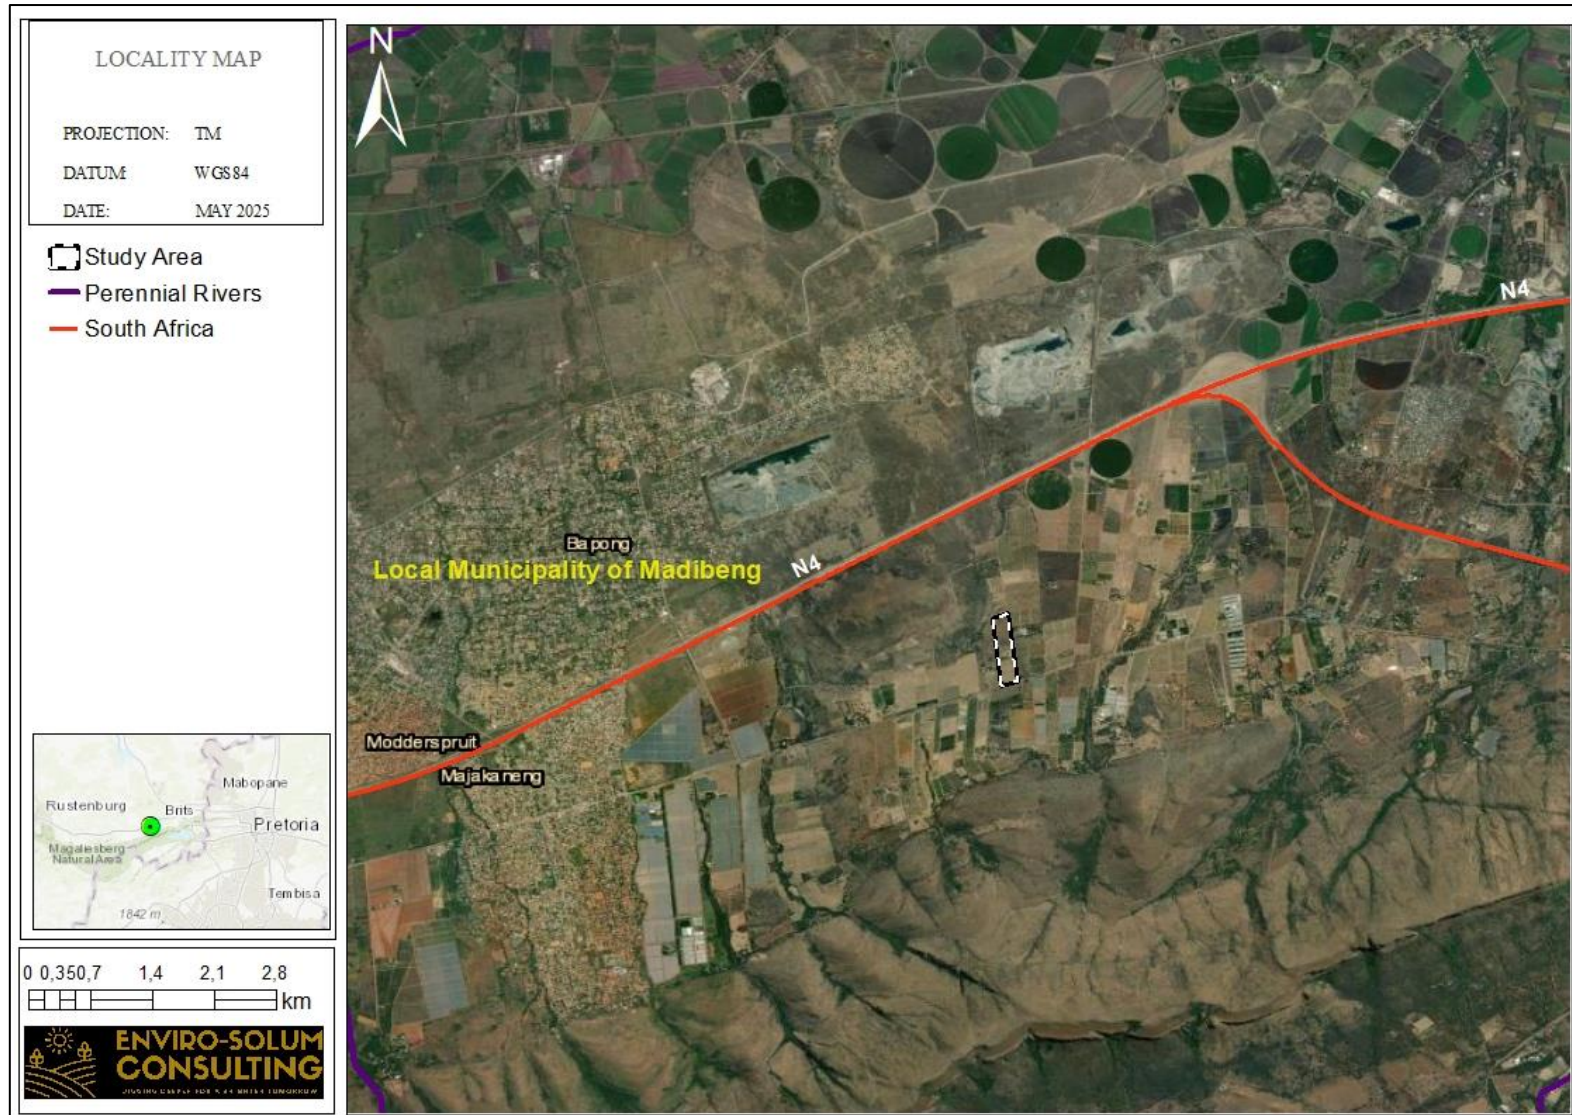 LOCALITY MAP
PROJECTION: TM
DATUM: WGS84
DATE: MAY 2025
Study Area
Perennial Rivers
South Africa
Rustenburg
Brits
Mabopane
Pretoria
Magaliesberg
Natural Area
Tembisa
1842 m
0 0,35 0,7 1,4 2,1 2,8
km
ENVIRO-SOLUM
CONSULTING
N
N4
Bapong
Local Municipality of Madibeng
N4
Modderspruit
Majakaneng